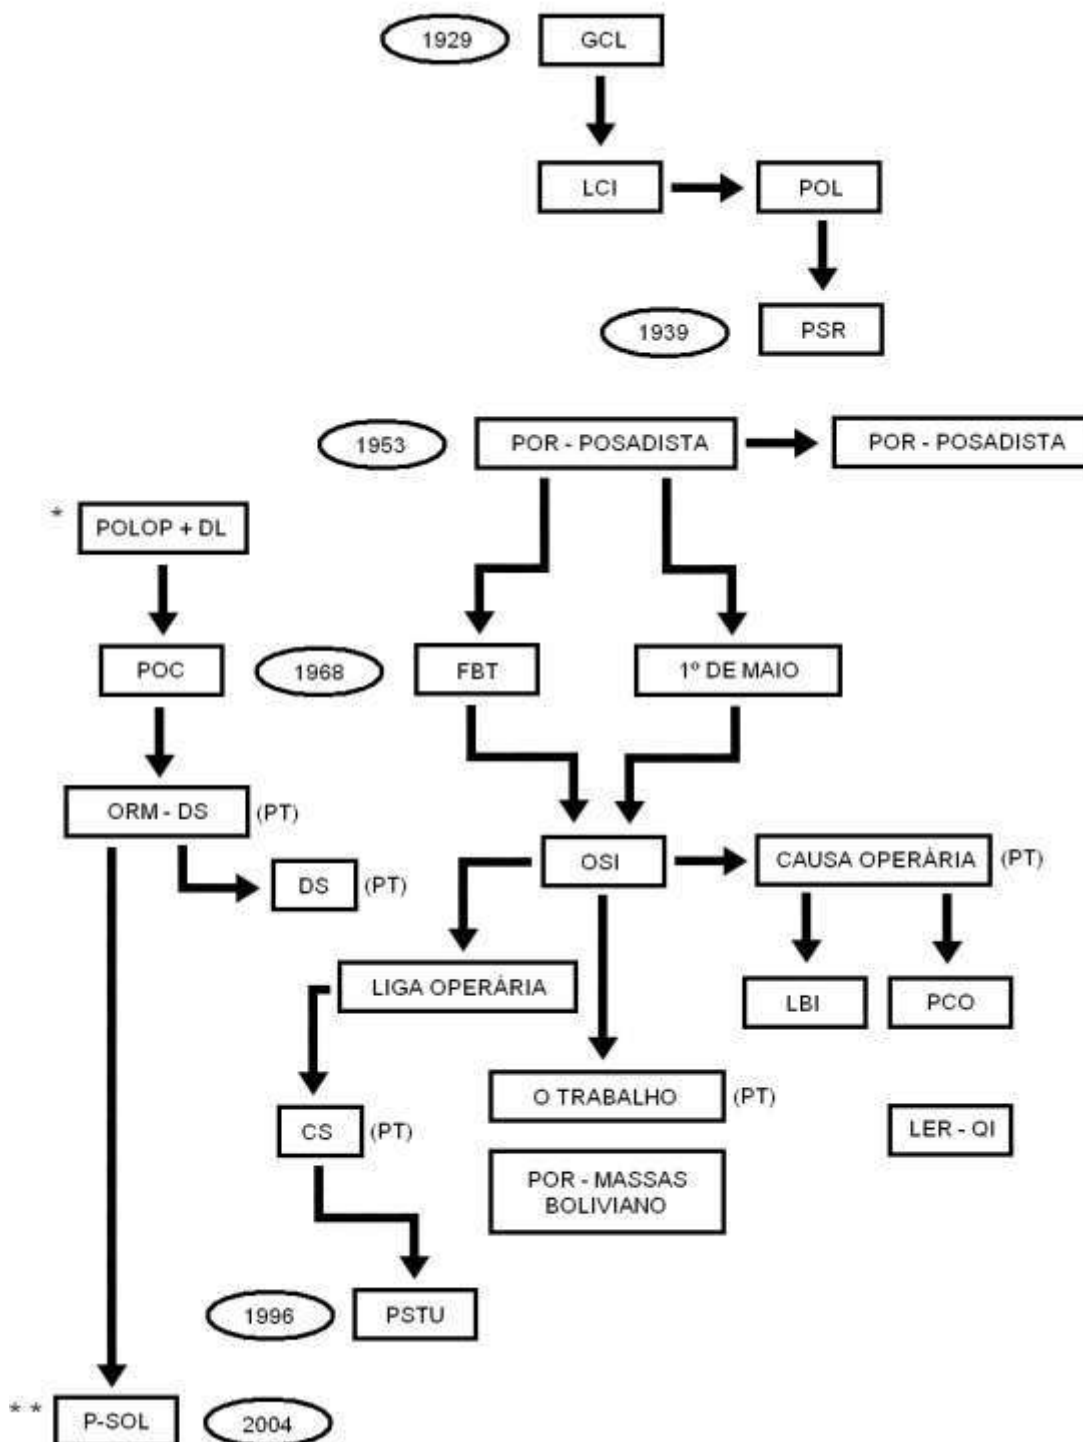 1929
GCL
LCI
POL
1939
PSR
1953
POR - POSADISTA
POR - POSADISTA
*
POLOP + DL
POC
1968
FBT
1º DE MAIO
ORM - DS
(PT)
OSI
CAUSA OPERÁRIA
(PT)
DS
(PT)
LIGA OPERÁRIA
LBI
PCO
O TRABALHO
(PT)
CS
(PT)
LER - QI
POR - MASSAS
BOLIVIANO
1996
PSTU
* *
P-SOL
2004